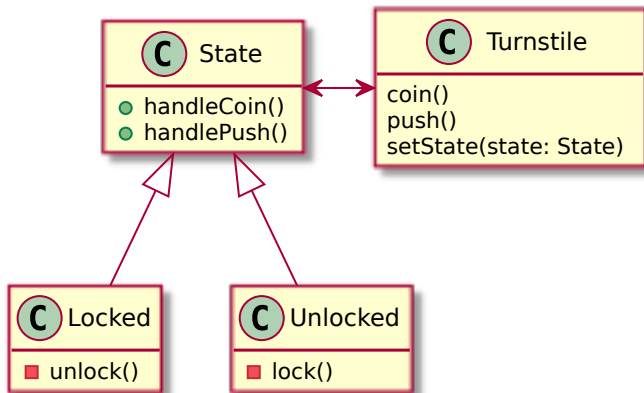 C State
handleCoin()
handlePush()
C Turnstile
coin()
push()
setState(state: State)
C Locked
unlock()
C Unlocked
lock()